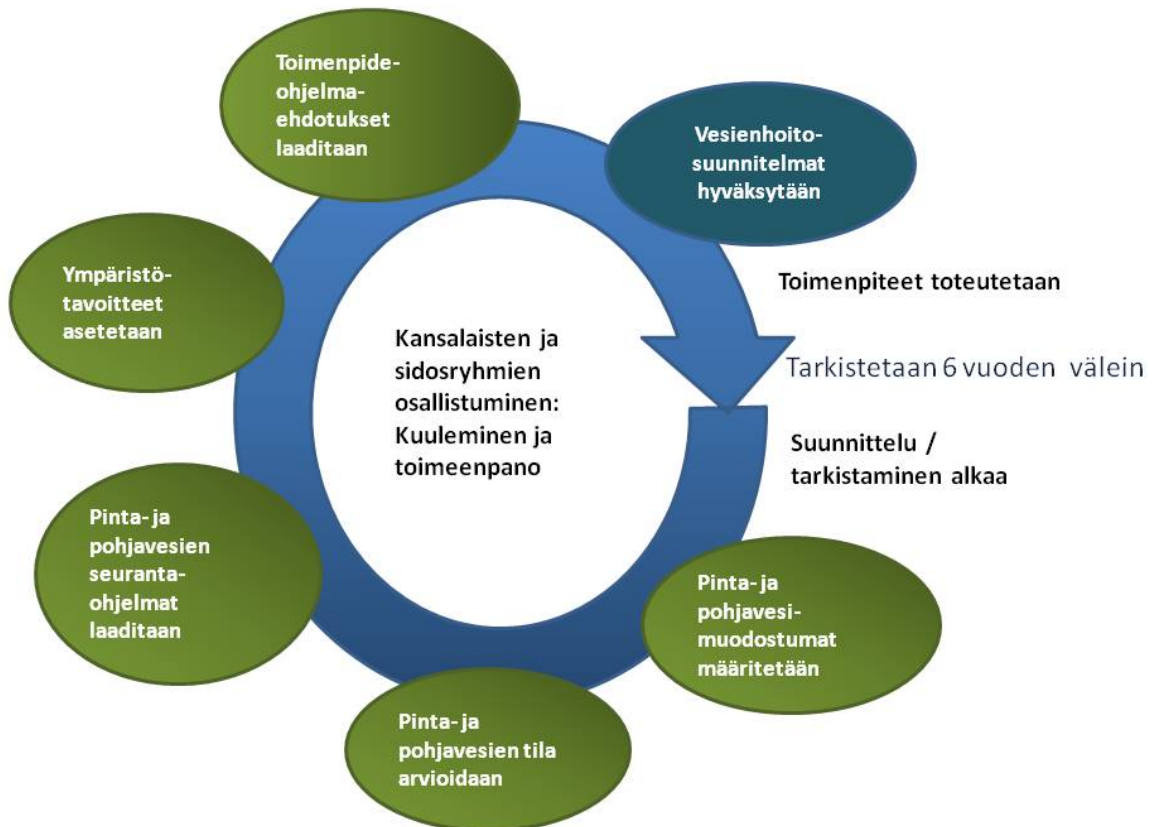 Toimenpide-
ohjelma-
ehdotukset
laaditaan
Vesienhoito-
suunnitelmat
hyväksytään
Ympäristö-
tavoitteet
asetetaan
Toimenpiteet toteutetaan
Kansalaisten ja
sidosryhmien
osallistuminen:
Kuuleminen ja
toimeenpano
Tarkistetaan 6 vuoden välein
Suunnittelu /
tarkistaminen alkaa
Pinta- ja
pohjavesien
seuranta-
ohjelmat
laaditaan
Pinta- ja
pohjavesi-
muodostumat
määritetään
Pinta- ja
pohjavesien tila
arvioidaan